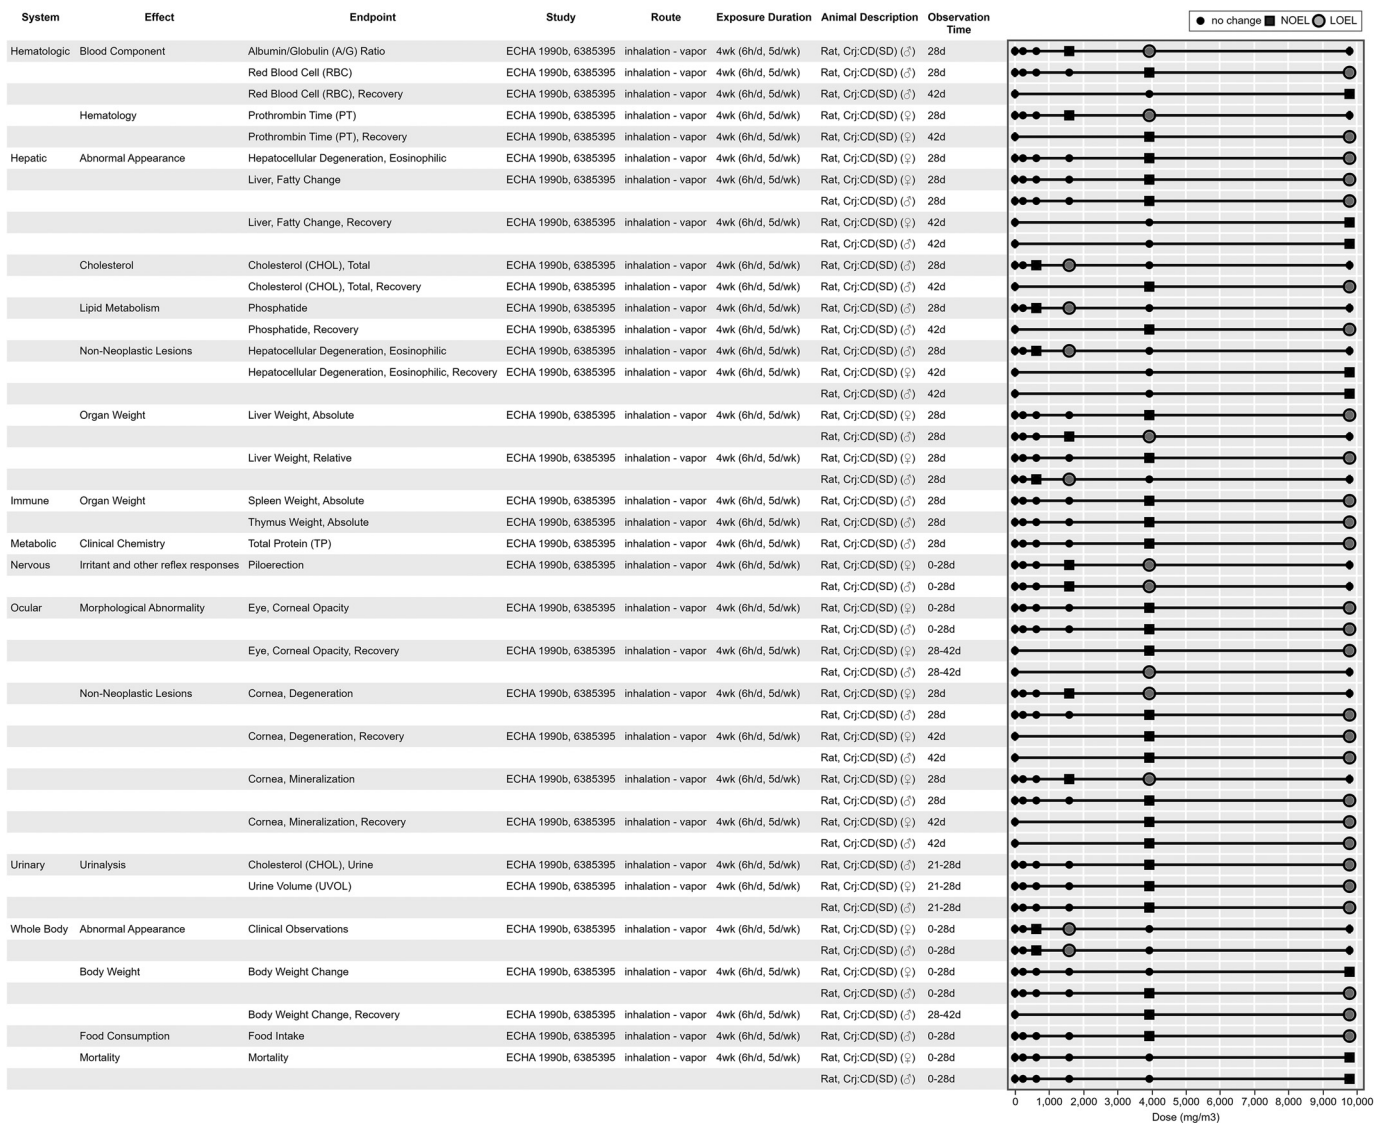 System Effect Endpoint Study Route Exposure Duration Animal Description Observation Time
no change NOEL LOEL
Hematologic Blood Component Albumin/Globulin (A/G) Ratio ECHA 1990b, 6385395 inhalation - vapor 4wk (6h/d, 5d/wk) Rat, Crj:CD(SD) (♂) 28d
Red Blood Cell (RBC) ECHA 1990b, 6385395 inhalation - vapor 4wk (6h/d, 5d/wk) Rat, Crj:CD(SD) (♂) 28d
Red Blood Cell (RBC), Recovery ECHA 1990b, 6385395 inhalation - vapor 4wk (6h/d, 5d/wk) Rat, Crj:CD(SD) (♂) 42d
Hematology Prothrombin Time (PT) ECHA 1990b, 6385395 inhalation - vapor 4wk (6h/d, 5d/wk) Rat, Crj:CD(SD) (♀) 28d
Prothrombin Time (PT), Recovery ECHA 1990b, 6385395 inhalation - vapor 4wk (6h/d, 5d/wk) Rat, Crj:CD(SD) (♀) 42d
Hepatic Abnormal Appearance Hepatocellular Degeneration, Eosinophilic ECHA 1990b, 6385395 inhalation - vapor 4wk (6h/d, 5d/wk) Rat, Crj:CD(SD) (♀) 28d
Liver, Fatty Change ECHA 1990b, 6385395 inhalation - vapor 4wk (6h/d, 5d/wk) Rat, Crj:CD(SD) (♀) 28d
Rat, Crj:CD(SD) (♂) 28d
Liver, Fatty Change, Recovery ECHA 1990b, 6385395 inhalation - vapor 4wk (6h/d, 5d/wk) Rat, Crj:CD(SD) (♀) 42d
Rat, Crj:CD(SD) (♂) 42d
Cholesterol Cholesterol (CHOL), Total ECHA 1990b, 6385395 inhalation - vapor 4wk (6h/d, 5d/wk) Rat, Crj:CD(SD) (♂) 28d
Cholesterol (CHOL), Total, Recovery ECHA 1990b, 6385395 inhalation - vapor 4wk (6h/d, 5d/wk) Rat, Crj:CD(SD) (♂) 42d
Lipid Metabolism Phosphatide ECHA 1990b, 6385395 inhalation - vapor 4wk (6h/d, 5d/wk) Rat, Crj:CD(SD) (♂) 28d
Phosphatide, Recovery ECHA 1990b, 6385395 inhalation - vapor 4wk (6h/d, 5d/wk) Rat, Crj:CD(SD) (♂) 42d
Non-Neoplastic Lesions Hepatocellular Degeneration, Eosinophilic ECHA 1990b, 6385395 inhalation - vapor 4wk (6h/d, 5d/wk) Rat, Crj:CD(SD) (♂) 28d
Hepatocellular Degeneration, Eosinophilic, Recovery ECHA 1990b, 6385395 inhalation - vapor 4wk (6h/d, 5d/wk) Rat, Crj:CD(SD) (♀) 42d
Rat, Crj:CD(SD) (♂) 42d
Organ Weight Liver Weight, Absolute ECHA 1990b, 6385395 inhalation - vapor 4wk (6h/d, 5d/wk) Rat, Crj:CD(SD) (♀) 28d
Rat, Crj:CD(SD) (♂) 28d
Liver Weight, Relative ECHA 1990b, 6385395 inhalation - vapor 4wk (6h/d, 5d/wk) Rat, Crj:CD(SD) (♀) 28d
Rat, Crj:CD(SD) (♂) 28d
Immune Organ Weight Spleen Weight, Absolute ECHA 1990b, 6385395 inhalation - vapor 4wk (6h/d, 5d/wk) Rat, Crj:CD(SD) (♂) 28d
Thymus Weight, Absolute ECHA 1990b, 6385395 inhalation - vapor 4wk (6h/d, 5d/wk) Rat, Crj:CD(SD) (♂) 28d
Metabolic Clinical Chemistry Total Protein (TP) ECHA 1990b, 6385395 inhalation - vapor 4wk (6h/d, 5d/wk) Rat, Crj:CD(SD) (♂) 28d
Nervous Irritant and other reflex responses Piloerection ECHA 1990b, 6385395 inhalation - vapor 4wk (6h/d, 5d/wk) Rat, Crj:CD(SD) (♀) 0-28d
Rat, Crj:CD(SD) (♂) 0-28d
Ocular Morphological Abnormality Eye, Corneal Opacity ECHA 1990b, 6385395 inhalation - vapor 4wk (6h/d, 5d/wk) Rat, Crj:CD(SD) (♀) 0-28d
Rat, Crj:CD(SD) (♂) 0-28d
Eye, Corneal Opacity, Recovery ECHA 1990b, 6385395 inhalation - vapor 4wk (6h/d, 5d/wk) Rat, Crj:CD(SD) (♀) 28-42d
Rat, Crj:CD(SD) (♂) 28-42d
Non-Neoplastic Lesions Cornea, Degeneration ECHA 1990b, 6385395 inhalation - vapor 4wk (6h/d, 5d/wk) Rat, Crj:CD(SD) (♀) 28d
Rat, Crj:CD(SD) (♂) 28d
Cornea, Degeneration, Recovery ECHA 1990b, 6385395 inhalation - vapor 4wk (6h/d, 5d/wk) Rat, Crj:CD(SD) (♀) 42d
Rat, Crj:CD(SD) (♂) 42d
Cornea, Mineralization ECHA 1990b, 6385395 inhalation - vapor 4wk (6h/d, 5d/wk) Rat, Crj:CD(SD) (♀) 28d
Rat, Crj:CD(SD) (♂) 28d
Cornea, Mineralization, Recovery ECHA 1990b, 6385395 inhalation - vapor 4wk (6h/d, 5d/wk) Rat, Crj:CD(SD) (♀) 42d
Rat, Crj:CD(SD) (♂) 42d
Urinary Urinalysis Cholesterol (CHOL), Urine ECHA 1990b, 6385395 inhalation - vapor 4wk (6h/d, 5d/wk) Rat, Crj:CD(SD) (♂) 21-28d
Urine Volume (UVOL) ECHA 1990b, 6385395 inhalation - vapor 4wk (6h/d, 5d/wk) Rat, Crj:CD(SD) (♀) 21-28d
Rat, Crj:CD(SD) (♂) 21-28d
Whole Body Abnormal Appearance Clinical Observations ECHA 1990b, 6385395 inhalation - vapor 4wk (6h/d, 5d/wk) Rat, Crj:CD(SD) (♀) 0-28d
Rat, Crj:CD(SD) (♂) 0-28d
Body Weight Body Weight Change ECHA 1990b, 6385395 inhalation - vapor 4wk (6h/d, 5d/wk) Rat, Crj:CD(SD) (♀) 0-28d
Rat, Crj:CD(SD) (♂) 0-28d
Body Weight Change, Recovery ECHA 1990b, 6385395 inhalation - vapor 4wk (6h/d, 5d/wk) Rat, Crj:CD(SD) (♂) 28-42d
Food Consumption Food Intake ECHA 1990b, 6385395 inhalation - vapor 4wk (6h/d, 5d/wk) Rat, Crj:CD(SD) (♂) 0-28d
Mortality Mortality ECHA 1990b, 6385395 inhalation - vapor 4wk (6h/d, 5d/wk) Rat, Crj:CD(SD) (♀) 0-28d
Rat, Crj:CD(SD) (♂) 0-28d
0 1,000 2,000 3,000 4,000 5,000 6,000 7,000 8,000 9,000 10,000
Dose (mg/m3)